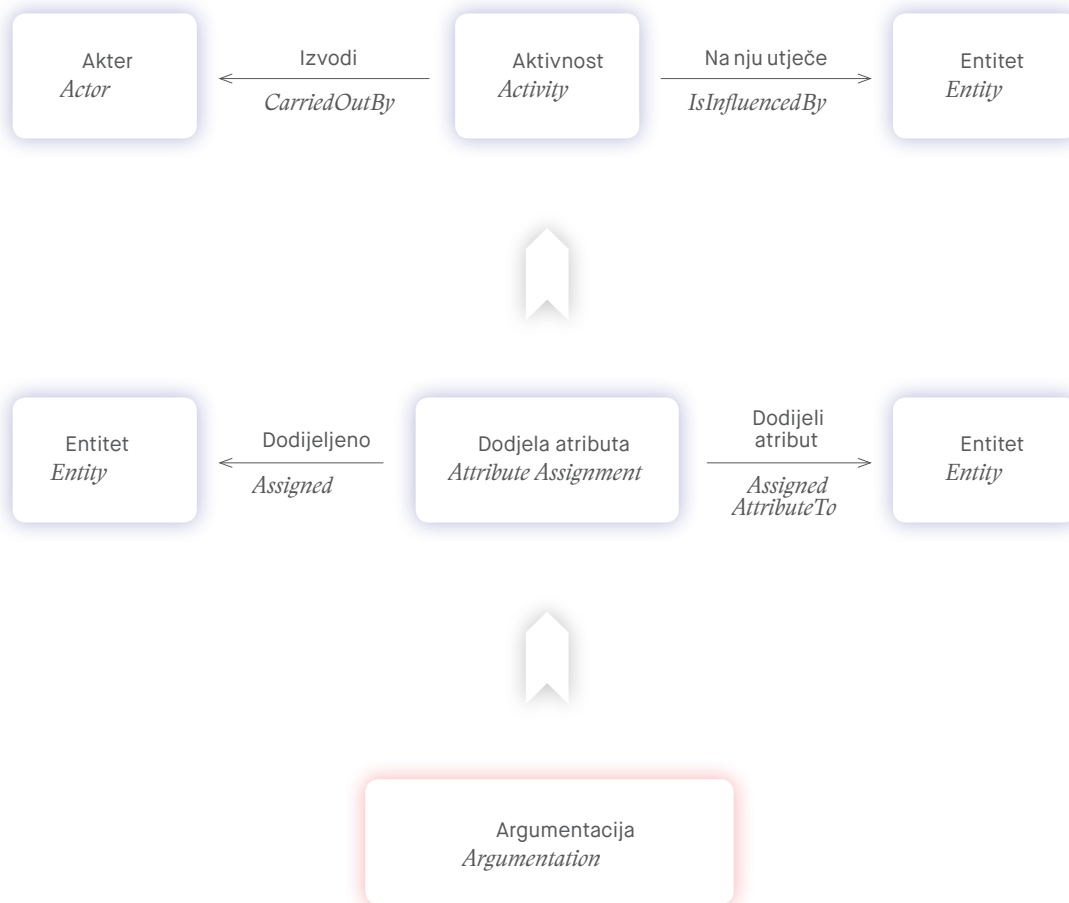 Akter
Actor
Izvodi
CarriedOutBy
Aktivnost
Activity
Na nju utječe
IsInfluencedBy
Entitet
Entity
Entitet
Entity
Dodijeljeno
Assigned
Dodjela atributa
Attribute Assignment
Dodijeli
atribut
Assigned
AttributeTo
Entitet
Entity
Argumentacija
Argumentation